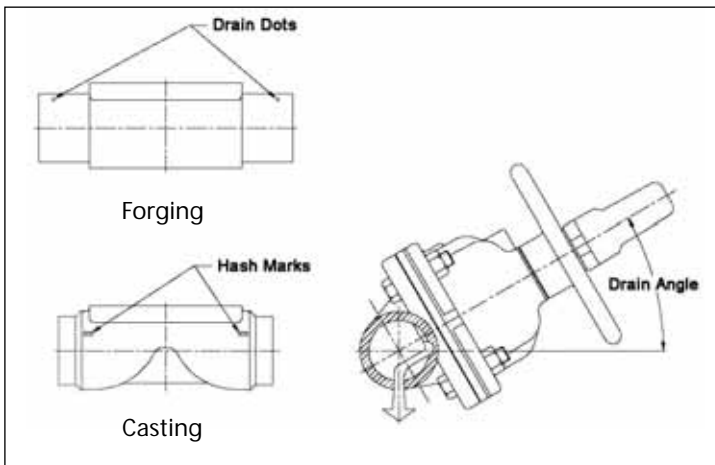 Drain Dots
Forging
Hash Marks
Casting
Drain Angle